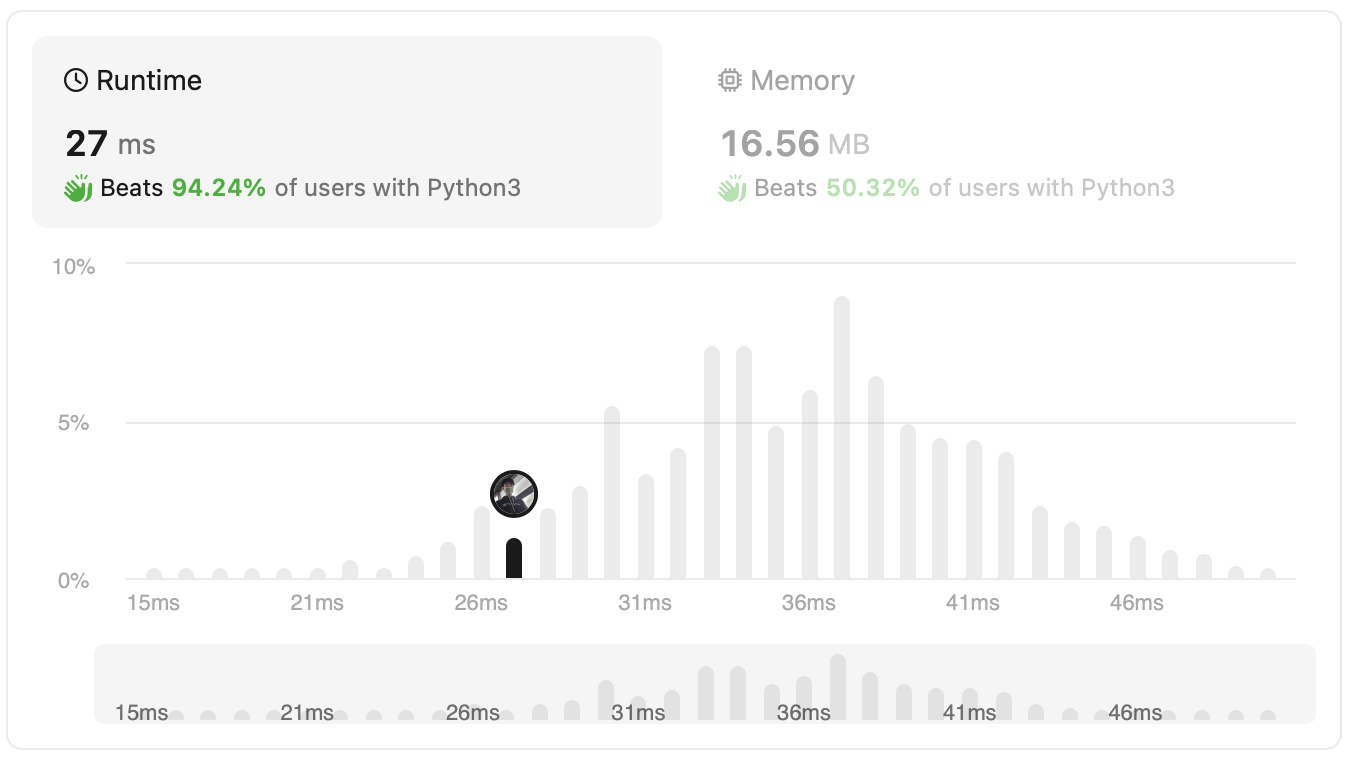 Runtime
27 ms
Beats 94.24% of users with Python3
Memory
16.56 MB
Beats 50.32% of users with Python3
10%
5%
0%
15ms 21ms 26ms 31ms 36ms 41ms 46ms
15ms 21ms 26ms 31ms 36ms 41ms 46ms